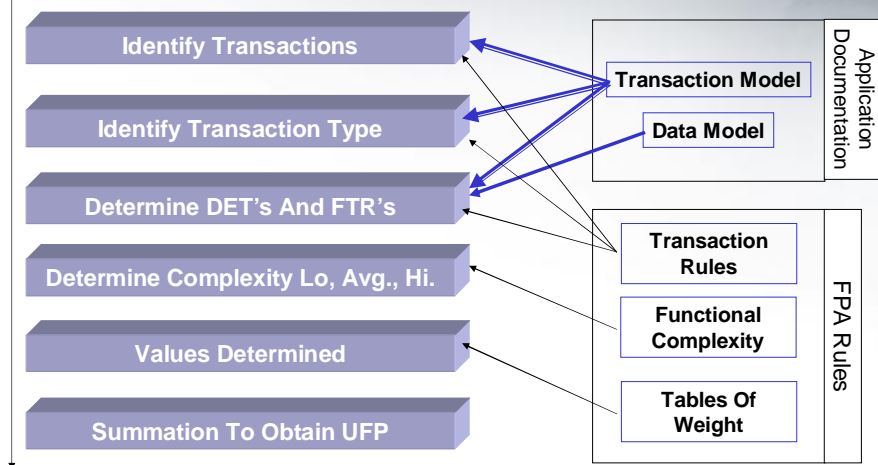 Identify Transactions
Identify Transaction Type
Determine DET's And FTR's
Determine Complexity Lo, Avg., Hi.
Values Determined
Summation To Obtain UFP
Transaction Model
Data Model
Application
Documentation
Transaction
Rules
Functional
Complexity
Tables Of
Weight
FPA Rules